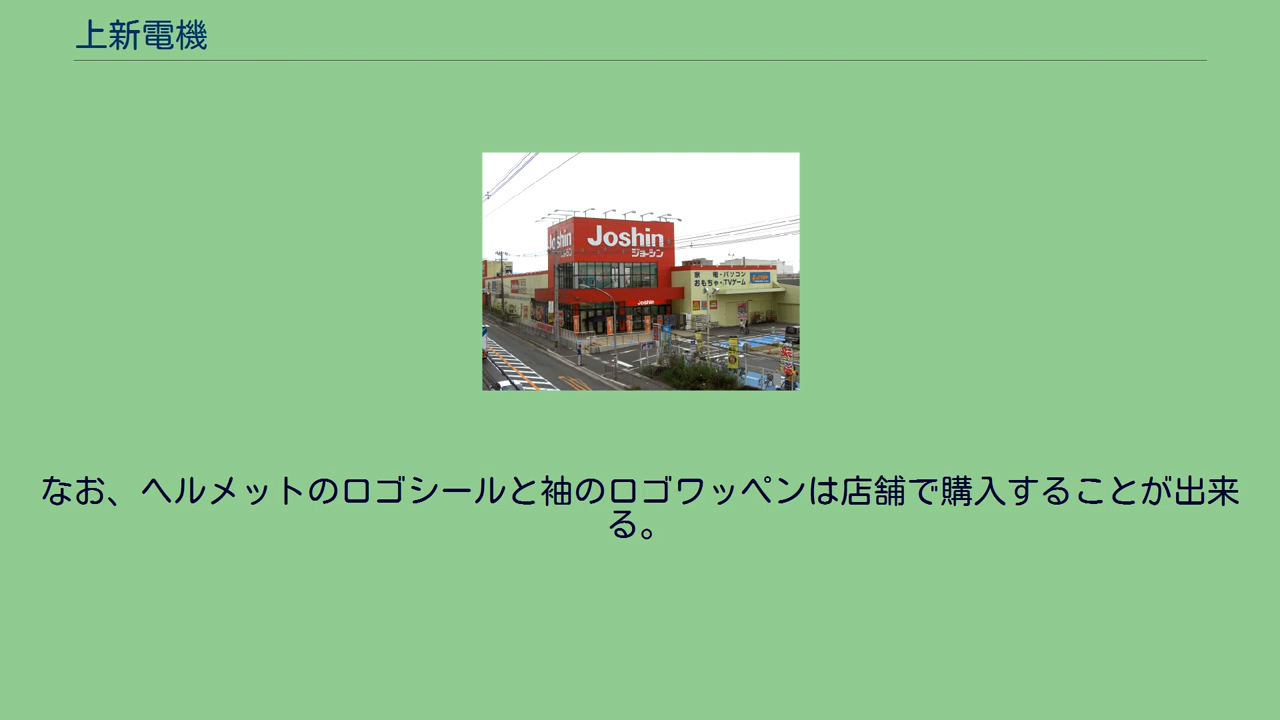 上新電機
Joshin
ジョーシン
Joshin
家 電・パソコン
おもちゃ・TVゲーム
なお、ヘルメットのロゴシールと袖のロゴワッペンは店舗で購入することが出来
る。